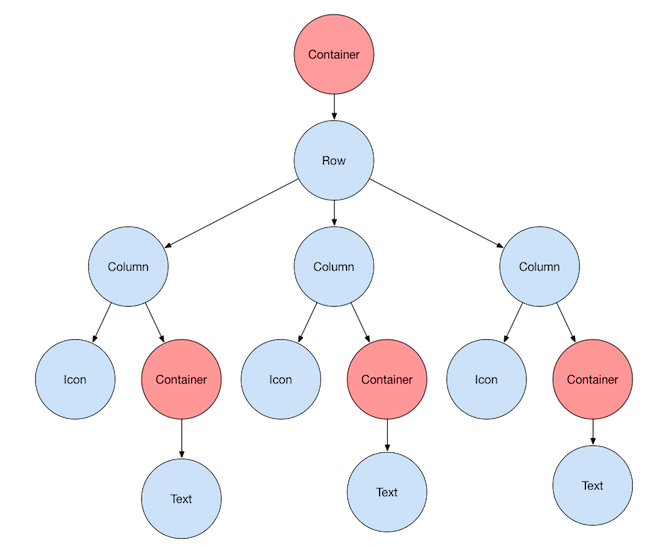 Container
Row
Column
Column
Column
Icon
Container
Icon
Container
Icon
Container
Text
Text
Text